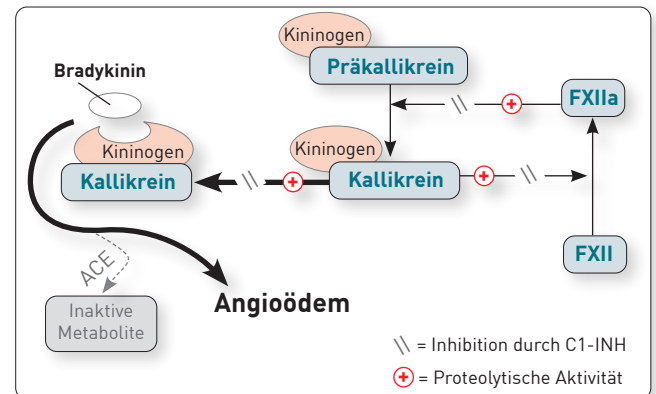 Kininogen
Präkallikrein
Bradykinin
FXIIa
Kininogen
Kininogen
Kallikrein
Kallikrein
FXII
ACE
Angioödem
Inaktive
Metabolite
\\ = Inhibition durch C1-INH
+ = Proteolytische Aktivität